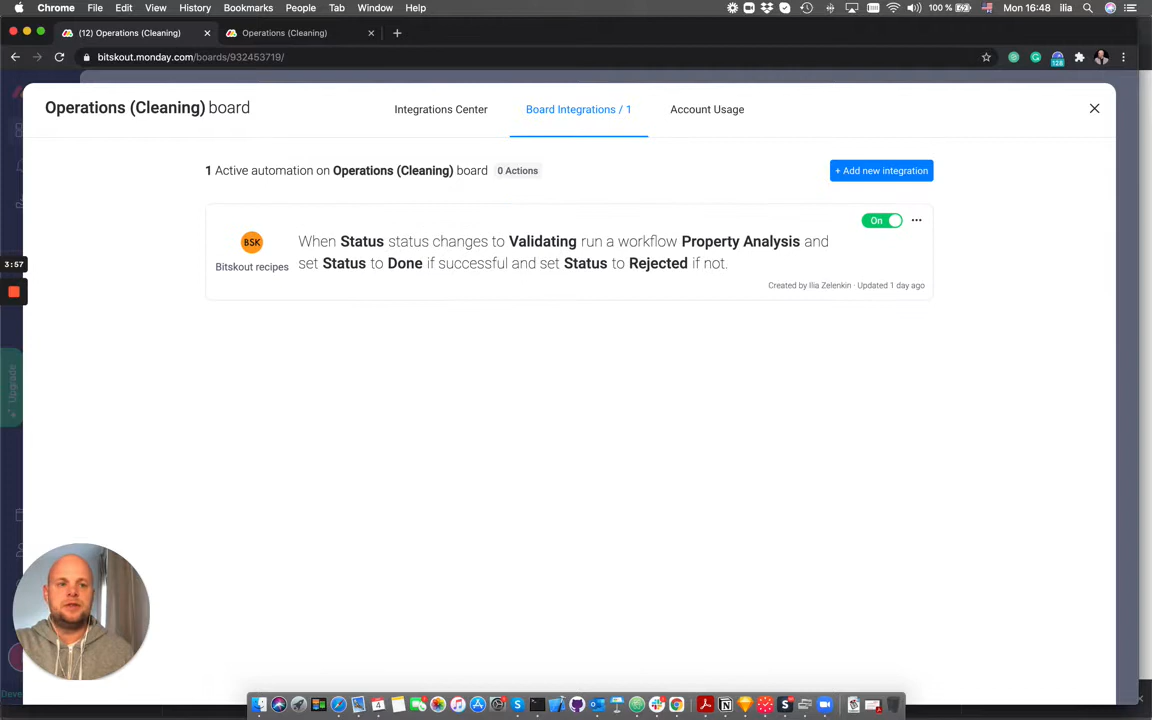 Chrome File Edit View History Bookmarks People Tab Window Help 100 % Mon 16:48 ilia
(12) Operations (Cleaning) Operations (Cleaning)
bitskout.monday.com/boards/932453719/
128
Operations (Cleaning) board
Integrations Center Board Integrations / 1 Account Usage
1 Active automation on Operations (Cleaning) board 0 Actions
+ Add new integration
On
BSK
Bitskout recipes
When Status status changes to Validating run a workflow Property Analysis and
set Status to Done if successful and set Status to Rejected if not.
Created by Ilia Zelenkin · Updated 1 day ago
3:57
Upgrade
Deve